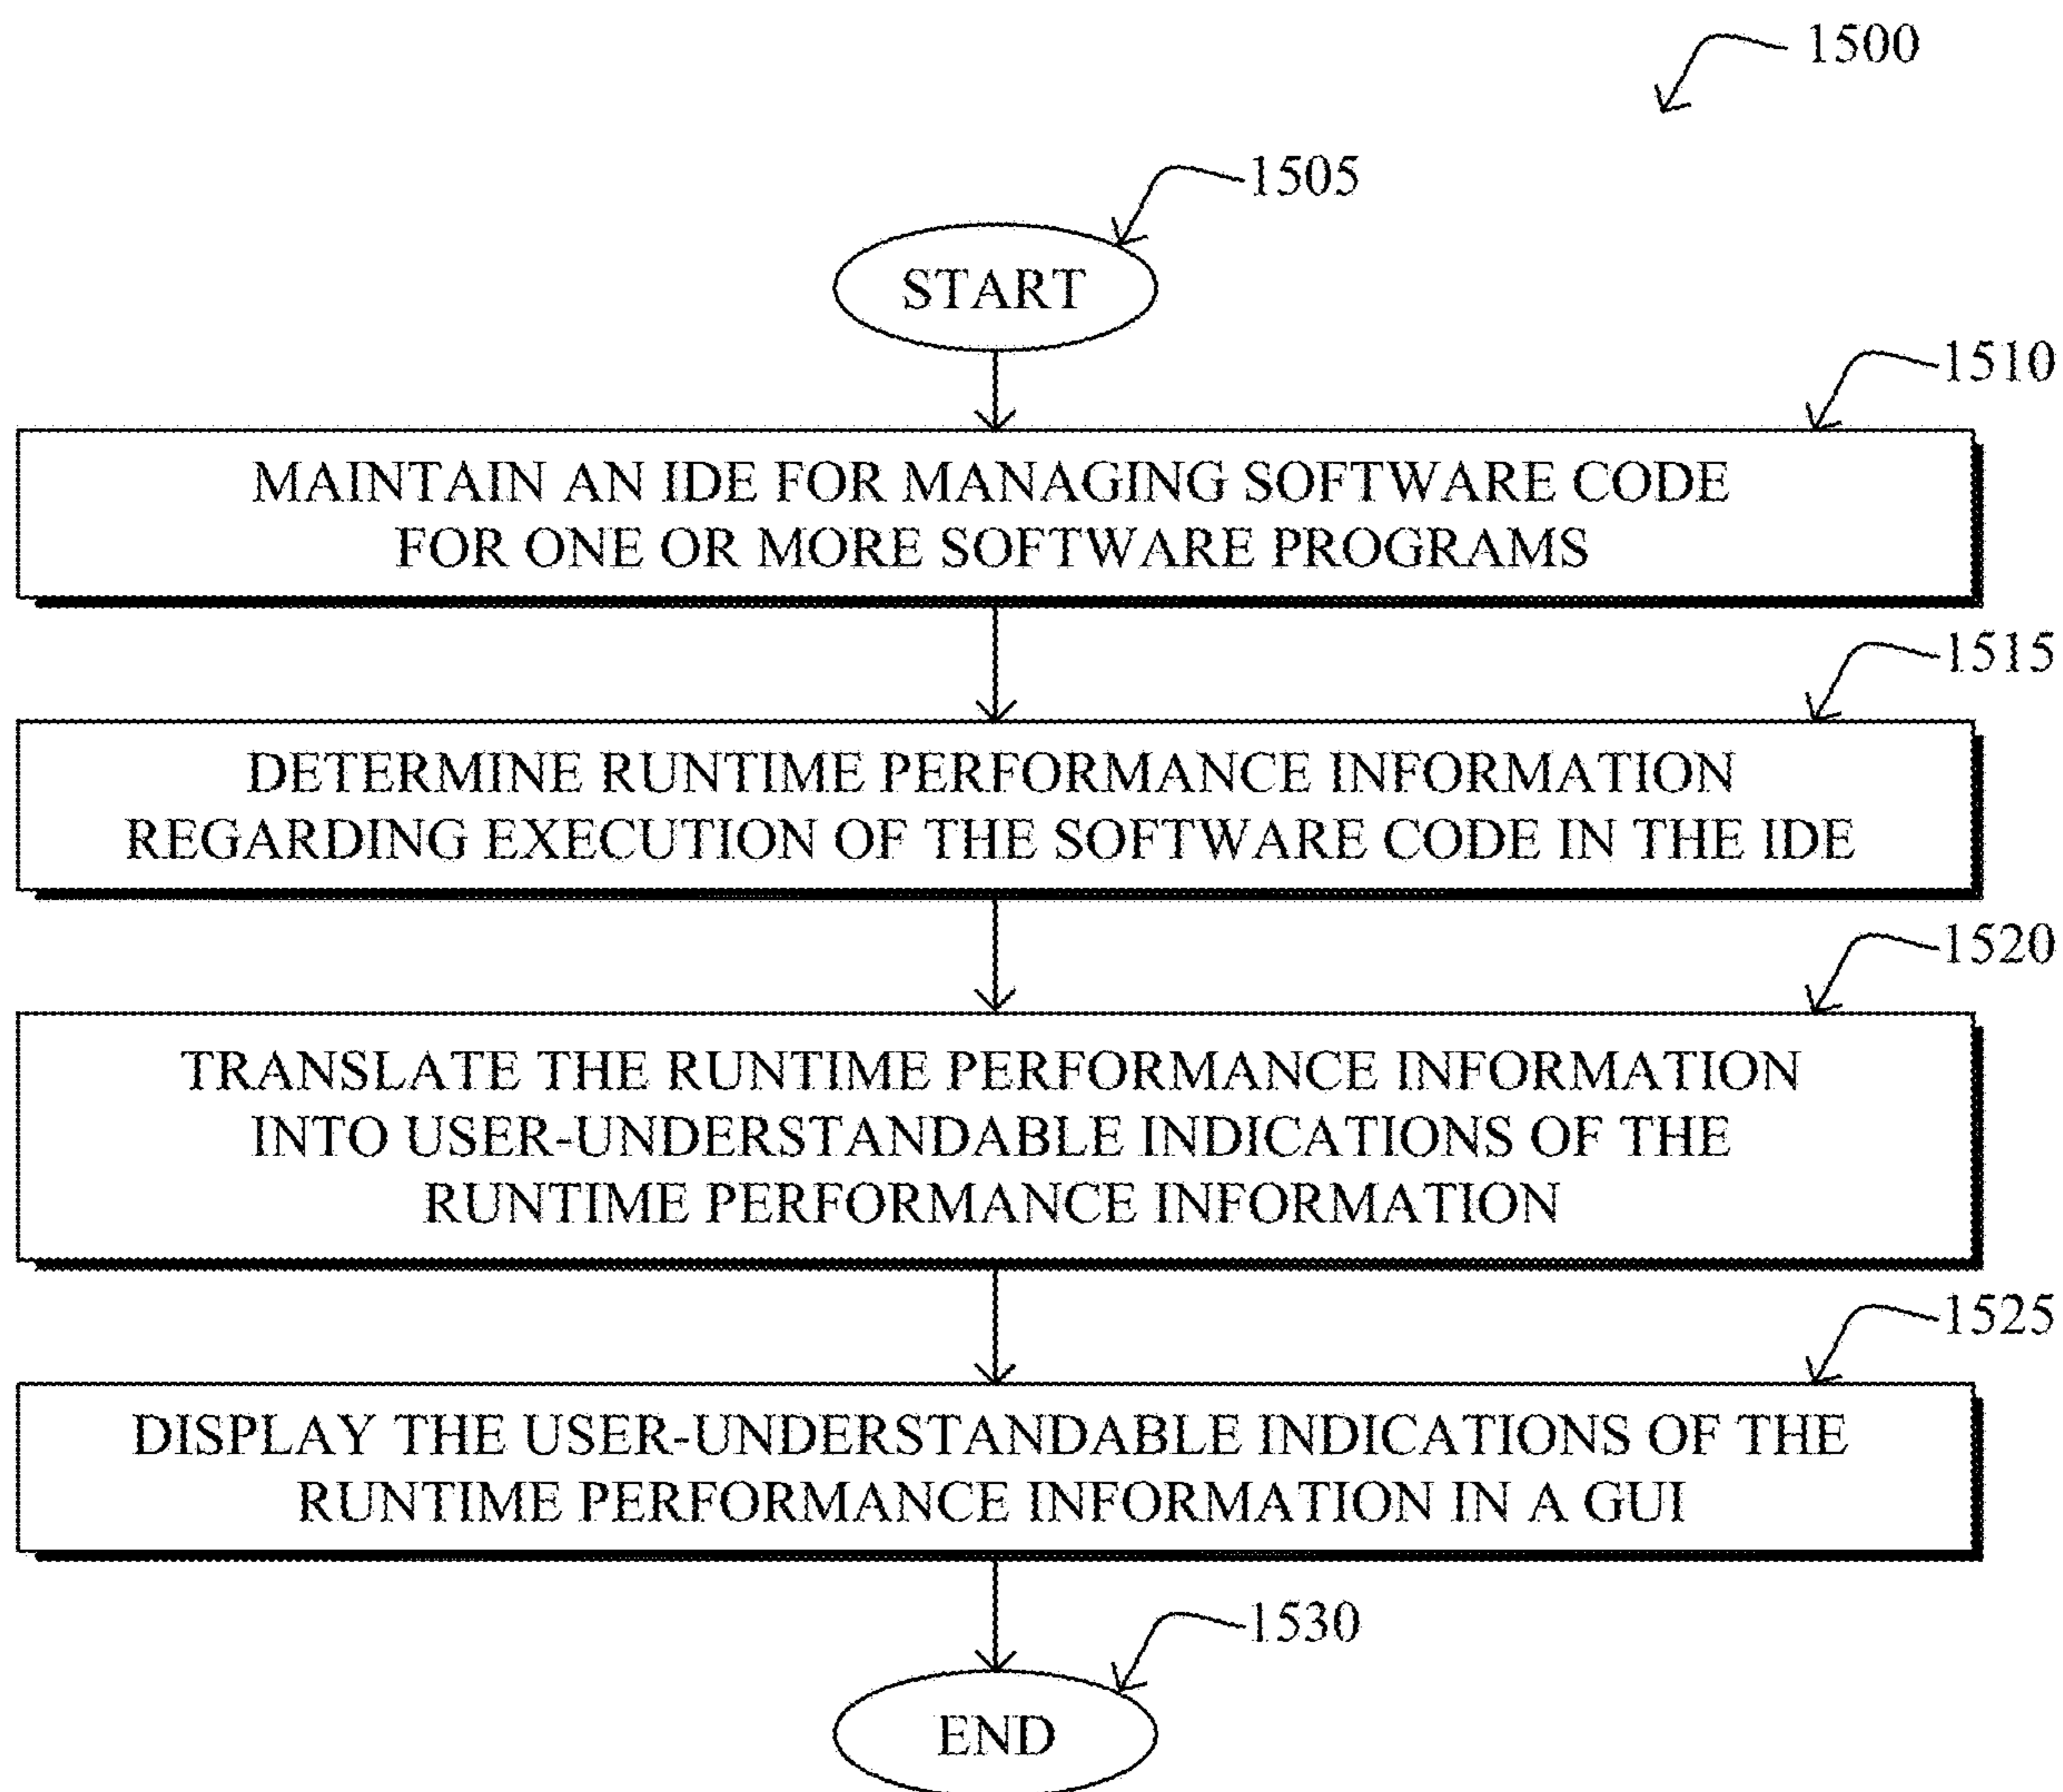 1500
1505
START
1510
MAINTAIN AN IDE FOR MANAGING SOFTWARE CODE
FOR ONE OR MORE SOFTWARE PROGRAMS
1515
DETERMINE RUNTIME PERFORMANCE INFORMATION
REGARDING EXECUTION OF THE SOFTWARE CODE IN THE IDE
1520
TRANSLATE THE RUNTIME PERFORMANCE INFORMATION
INTO USER-UNDERSTANDABLE INDICATIONS OF THE
RUNTIME PERFORMANCE INFORMATION
1525
DISPLAY THE USER-UNDERSTANDABLE INDICATIONS OF THE
RUNTIME PERFORMANCE INFORMATION IN A GUI
1530
END